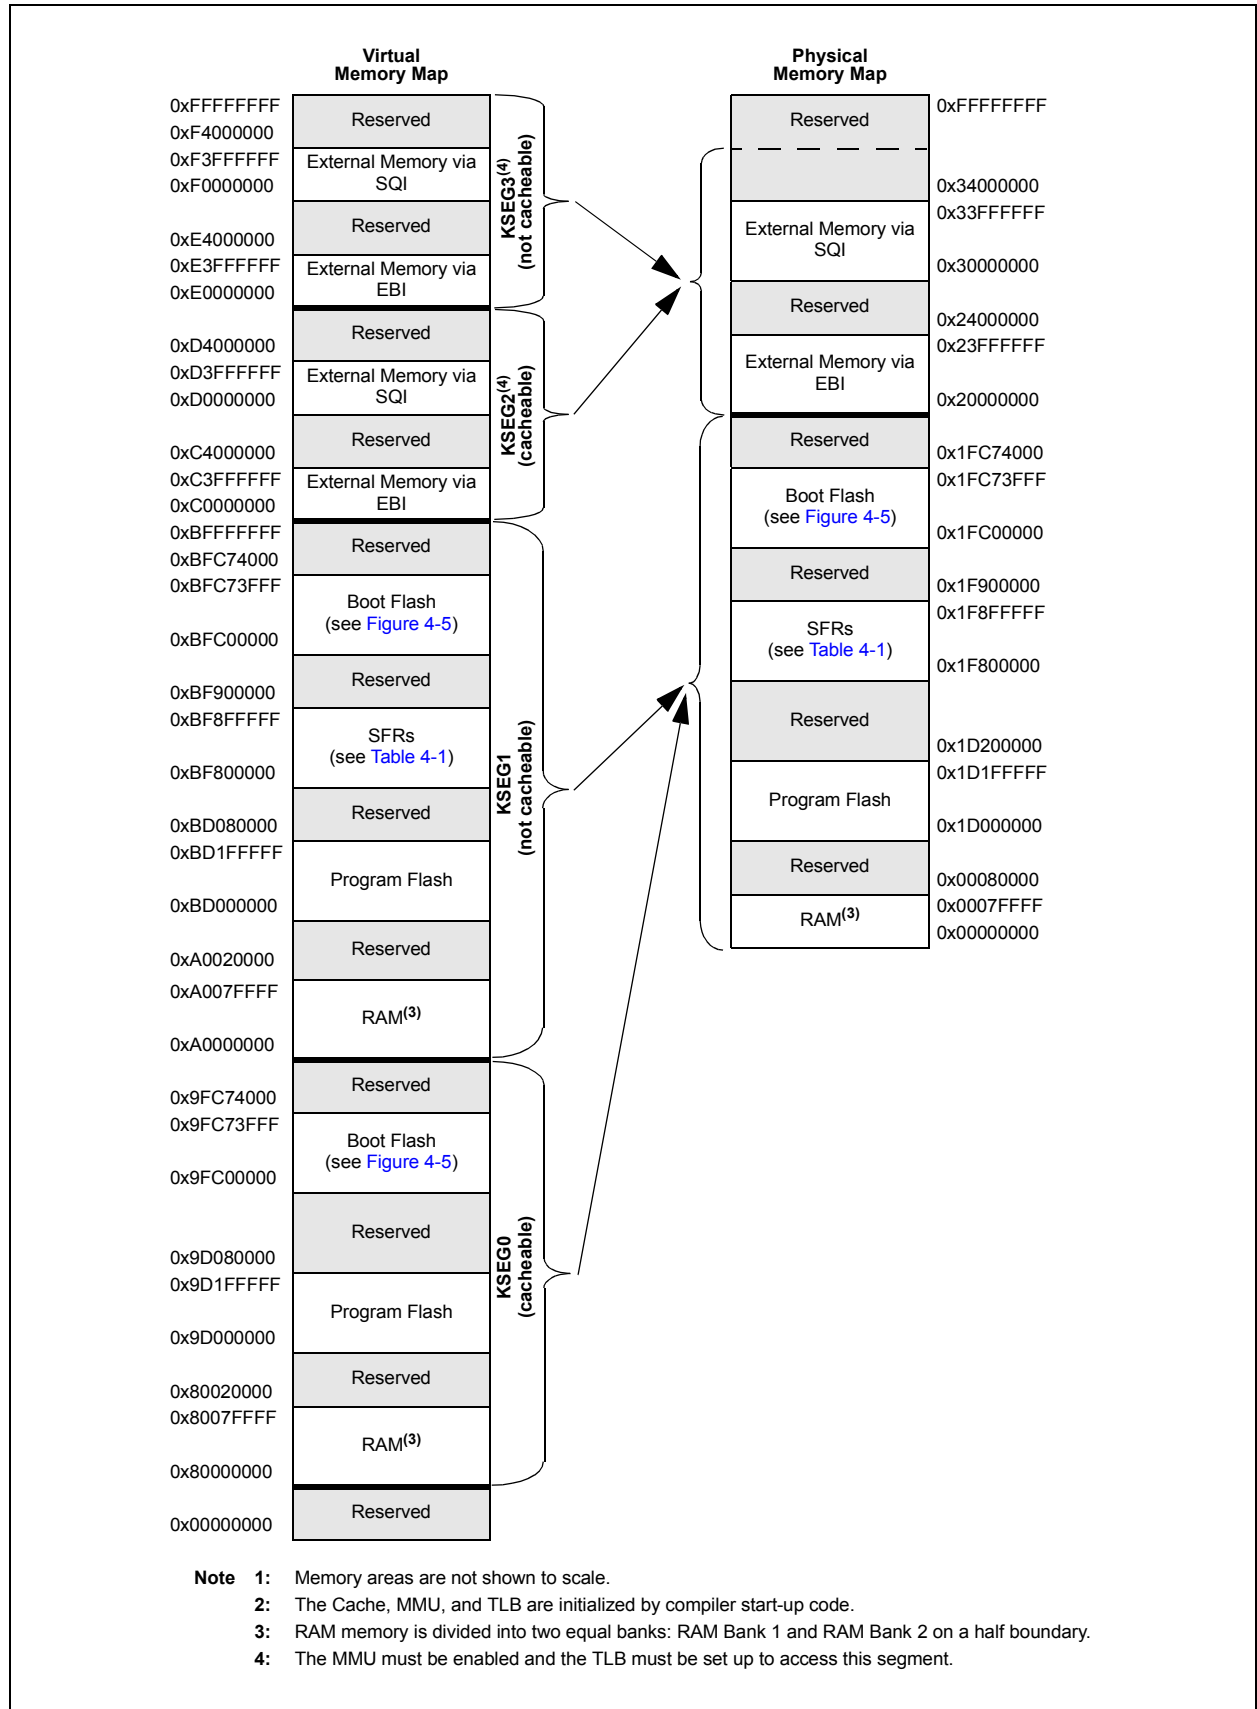 Virtual
Memory Map
0xFFFFFFFF
Reserved
0xF4000000
0xF3FFFFFF
External Memory via
SQI
0xF0000000
Reserved
0xE4000000
0xE3FFFFFF
External Memory via
EBI
0xE0000000
KSEG3(4)
(not cacheable)
Reserved
0xD4000000
0xD3FFFFFF
External Memory via
SQI
0xD0000000
Reserved
0xC4000000
0xC3FFFFFF
External Memory via
EBI
0xC0000000
KSEG2(4)
(cacheable)
0xBFFFFFFF
Reserved
0xBFC74000
0xBFC73FFF
Boot Flash
(see Figure 4-5)
0xBFC00000
Reserved
0xBF900000
0xBF8FFFFF
SFRs
(see Table 4-1)
0xBF800000
Reserved
0xBD080000
0xBD1FFFFF
Program Flash
0xBD000000
Reserved
0xA0020000
0xA007FFFF
RAM(3)
0xA0000000
KSEG1
(not cacheable)
Reserved
0x9FC74000
0x9FC73FFF
Boot Flash
(see Figure 4-5)
0x9FC00000
Reserved
0x9D080000
0x9D1FFFFF
Program Flash
0x9D000000
Reserved
0x80020000
0x8007FFFF
RAM(3)
0x80000000
KSEG0
(cacheable)
Reserved
0x00000000
Physical
Memory Map
0xFFFFFFFF
Reserved
0x34000000
0x33FFFFFF
External Memory via
SQI
0x30000000
Reserved
0x24000000
0x23FFFFFF
External Memory via
EBI
0x20000000
Reserved
0x1FC74000
0x1FC73FFF
Boot Flash
(see Figure 4-5)
0x1FC00000
Reserved
0x1F900000
0x1F8FFFFF
SFRs
(see Table 4-1)
0x1F800000
Reserved
0x1D200000
0x1D1FFFFF
Program Flash
0x1D000000
Reserved
0x00080000
0x0007FFFF
RAM(3)
0x00000000
Note 1: Memory areas are not shown to scale.
2: The Cache, MMU, and TLB are initialized by compiler start-up code.
3: RAM memory is divided into two equal banks: RAM Bank 1 and RAM Bank 2 on a half boundary.
4: The MMU must be enabled and the TLB must be set up to access this segment.